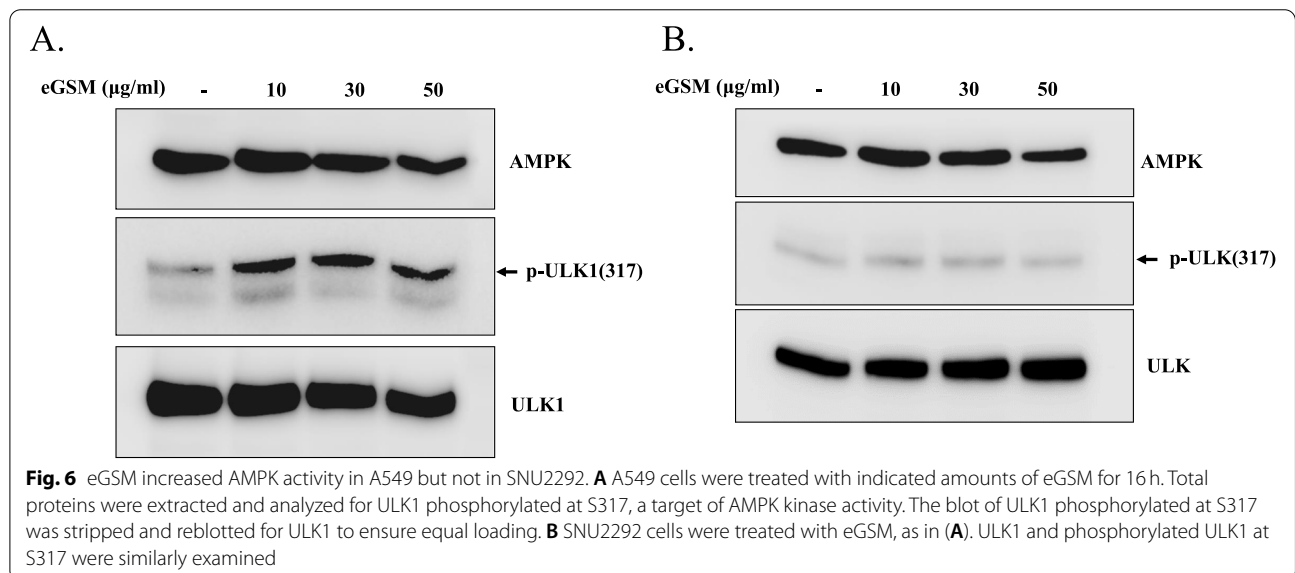 A.
eGSM (μg/ml) - 10 30 50
AMPK
p-ULK1(317)
ULK1
B.
eGSM (μg/ml) - 10 30 50
AMPK
p-ULK(317)
ULK
Fig. 6 eGSM increased AMPK activity in A549 but not in SNU2292. A A549 cells were treated with indicated amounts of eGSM for 16 h. Total
proteins were extracted and analyzed for ULK1 phosphorylated at S317, a target of AMPK kinase activity. The blot of ULK1 phosphorylated at S317
was stripped and reblotted for ULK1 to ensure equal loading. B SNU2292 cells were treated with eGSM, as in (A). ULK1 and phosphorylated ULK1 at
S317 were similarly examined